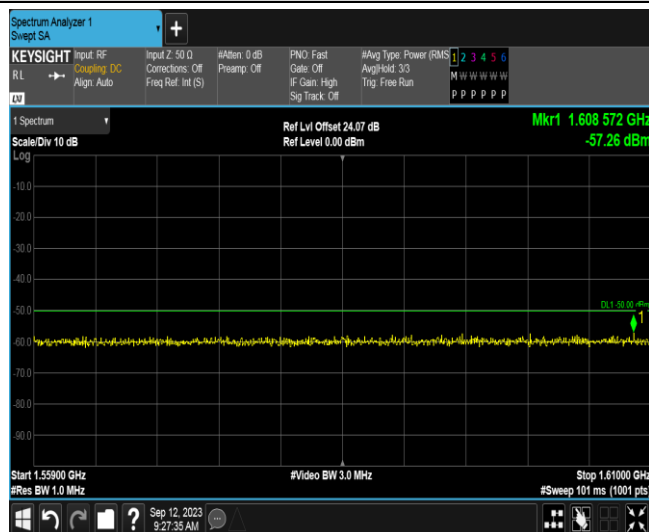 Spectrum Analyzer 1
Swept SA
KEYSIGHT
RL
Input: RF
Coupling: DC
Align: Auto
Input Z: 50 Ω
Corrections: Off
Freq Ref: Int (S)
#Atten: 0 dB
Preamp: Off
PNO: Fast
Gate: Off
IF Gain: High
Sig Track: Off
#Avg Type: Power (RMS
Avg|Hold: 3/3
Trig: Free Run
1 2 3 4 5 6
M W W W W W
P P P P P P
LXI
1 Spectrum
Scale/Div 10 dB
Log
Ref Lvl Offset 24.07 dB
Ref Level 0.00 dBm
Mkr1 1.608 572 GHz
-57.26 dBm
-10.0
-20.0
-30.0
-40.0
-50.0
DL1 -50.00 dBm
1
-60.0
-70.0
-80.0
-90.0
Start 1.55900 GHz
#Res BW 1.0 MHz
#Video BW 3.0 MHz
Stop 1.61000 GHz
#Sweep 101 ms (1001 pts)
?
Sep 12, 2023
9:27:35 AM